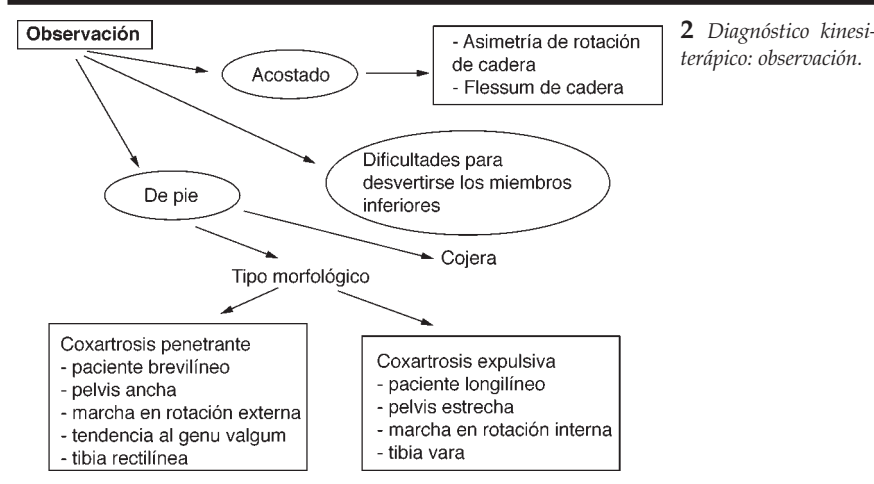 Observación
2 Diagnóstico kinesi-
terápico: observación.
Acostado
- Asimetría de rotación
de cadera
- Flessum de cadera
Dificultades para
desvertirse los miembros
inferiores
De pie
Cojera
Tipo morfológico
Coxartrosis penetrante
- paciente brevilíneo
- pelvis ancha
- marcha en rotación externa
- tendencia al genu valgum
- tibia rectilínea
Coxartrosis expulsiva
- paciente longilíneo
- pelvis estrecha
- marcha en rotación interna
- tibia vara